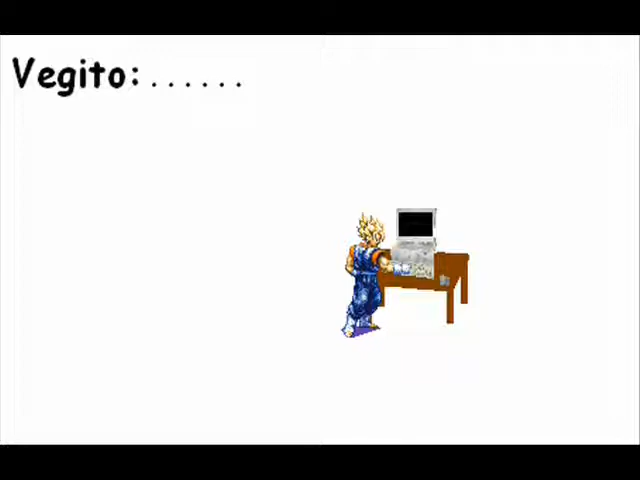 Vegito: . . . . . .